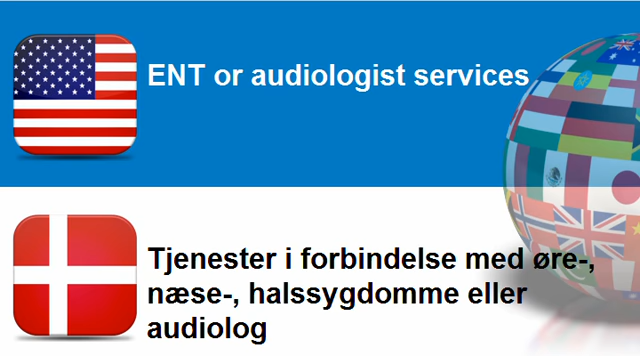 ENT or audiologist services
Tjenester i forbindelse med øre-,
næse-, halssygdomme eller
audiolog